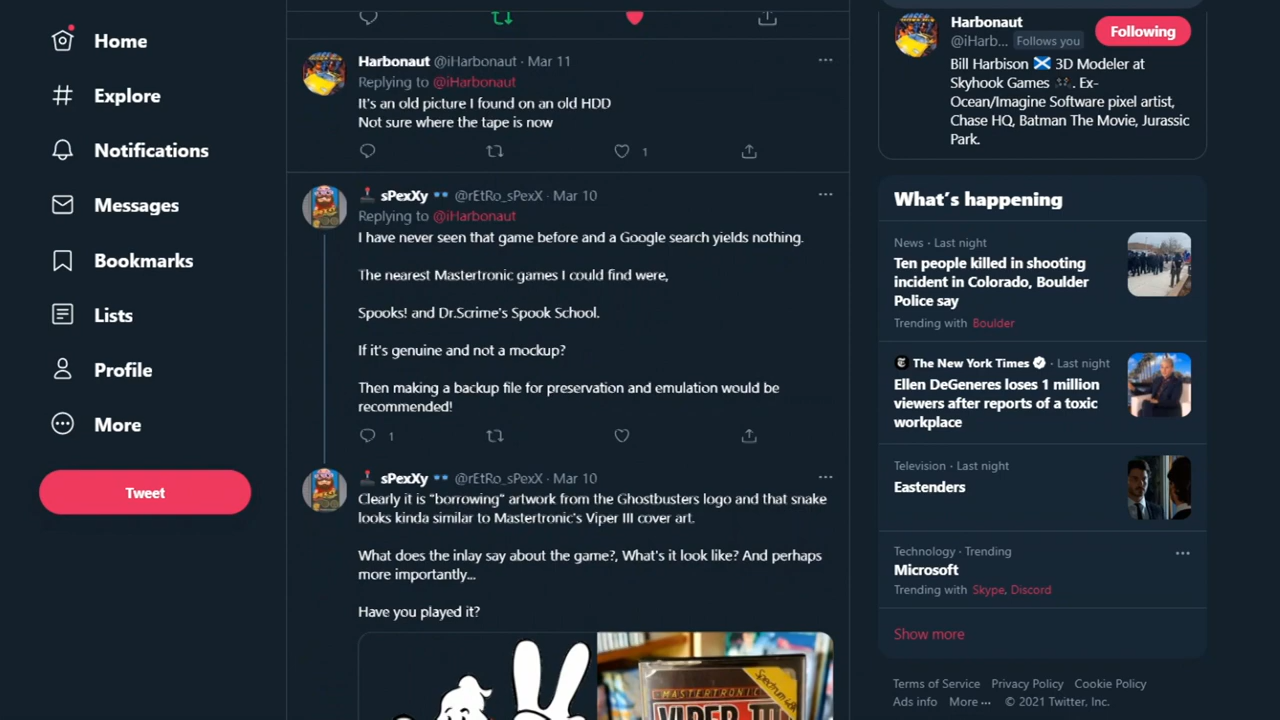 Home
Explore
Notifications
Messages
Bookmarks
Lists
Profile
More
Tweet
Harbonaut @iHarbonaut · Mar 11
Replying to @iHarbonaut
It's an old picture I found on an old HDD
Not sure where the tape is now
1
sPexXy @rEtRo_sPexX · Mar 10
Replying to @iHarbonaut
I have never seen that game before and a Google search yields nothing.
The nearest Mastertronic games I could find were,
Spooks! and Dr.Scrime's Spook School.
If it's genuine and not a mockup?
Then making a backup file for preservation and emulation would be
recommended!
1
sPexXy @rEtRo_sPexX · Mar 10
Clearly it is "borrowing" artwork from the Ghostbusters logo and that snake
looks kinda similar to Mastertronic's Viper III cover art.
What does the inlay say about the game?, What's it look like? And perhaps
more importantly...
Have you played it?
MASTERTRONIC
VIPER III
Spectrum 48K
Harbonaut
@iHarb... Follows you
Following
Bill Harbison 🏴󠁧󠁢󠁳󠁣󠁴󠁿 3D Modeler at
Skyhook Games 🎮. Ex-
Ocean/Imagine Software pixel artist,
Chase HQ, Batman The Movie, Jurassic
Park.
What's happening
News · Last night
Ten people killed in shooting
incident in Colorado, Boulder
Police say
Trending with Boulder
The New York Times · Last night
Ellen DeGeneres loses 1 million
viewers after reports of a toxic
workplace
Television · Last night
Eastenders
Technology · Trending
Microsoft
Trending with Skype, Discord
Show more
Terms of Service Privacy Policy Cookie Policy
Ads info More ··· © 2021 Twitter, Inc.